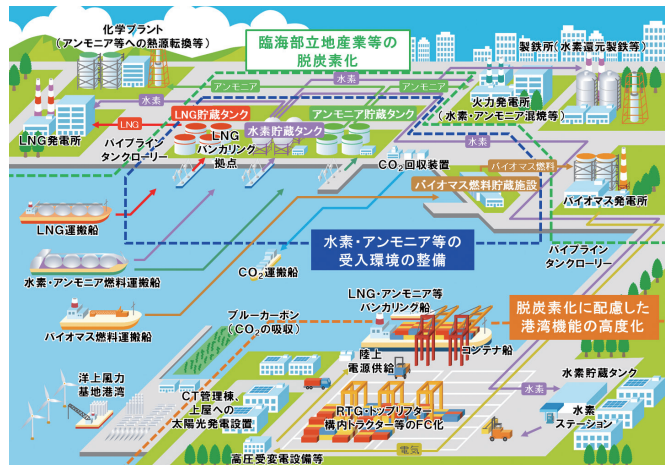 化学プラント
(アンモニア等への熱源転換等)
臨海部立地産業等の
脱炭素化
製鉄所(水素還元製鉄等)
アンモニア
アンモニア
水素
LNG
LNG発電所
パイプライン
タンクローリー
LNG貯蔵タンク
LNG
バンカリング
拠点
水素貯蔵タンク
アンモニア貯蔵タンク
火力発電所
(水素・アンモニア混焼等)
水素
CO2回収装置
バイオマス燃料
バイオマス燃料貯蔵施設
バイオマス発電所
LNG運搬船
水素・アンモニア等の
受入環境の整備
パイプライン
タンクローリー
水素・アンモニア燃料運搬船
CO2運搬船
バイオマス燃料運搬船
ブルーカーボン
(CO2の吸収)
LNG・アンモニア等
バンカリング船
脱炭素化に配慮した
港湾機能の高度化
コンテナ船
陸上
電源供給
洋上風力
基地港湾
CT管理棟、
上屋への
太陽光発電設置
RTG・トップリフター
構内トラクター等のFC化
水素
水素貯蔵タンク
水素
ステーション
電気
高圧受変電設備等